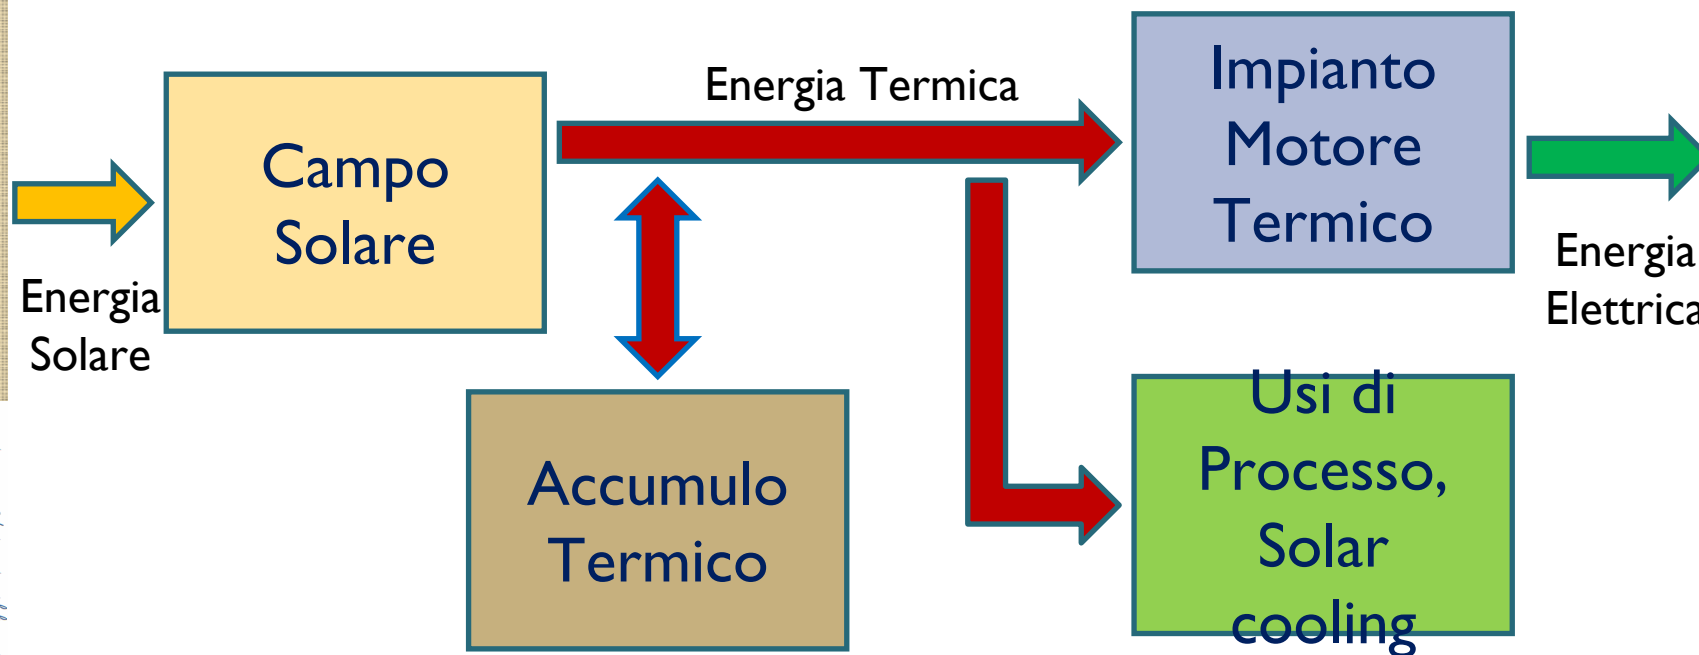 Energia
Solare
Campo
Solare
Energia Termica
Accumulo
Termico
Impianto
Motore
Termico
Energia
Elettrica
Usi di
Processo,
Solar
cooling